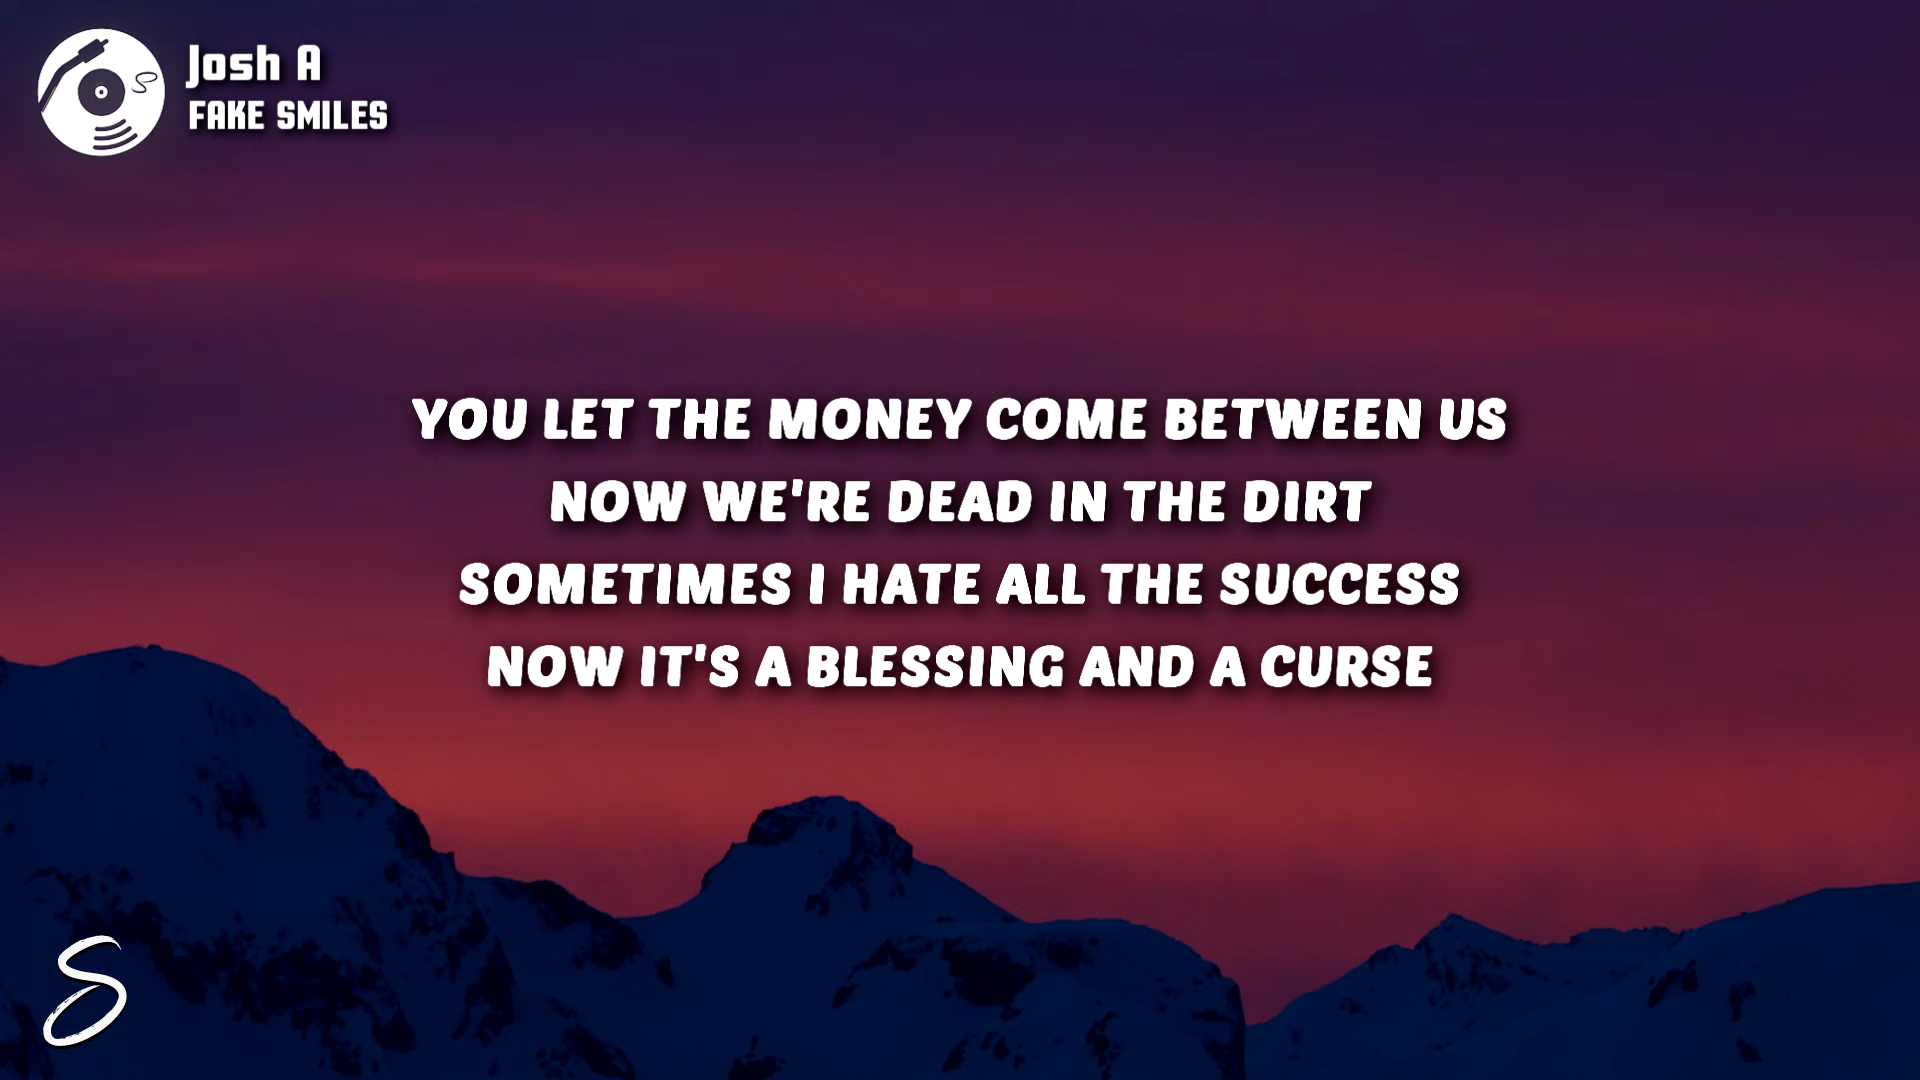 Josh A
FAKE SMILES
YOU LET THE MONEY COME BETWEEN US
NOW WE'RE DEAD IN THE DIRT
SOMETIMES I HATE ALL THE SUCCESS
NOW IT'S A BLESSING AND A CURSE
S